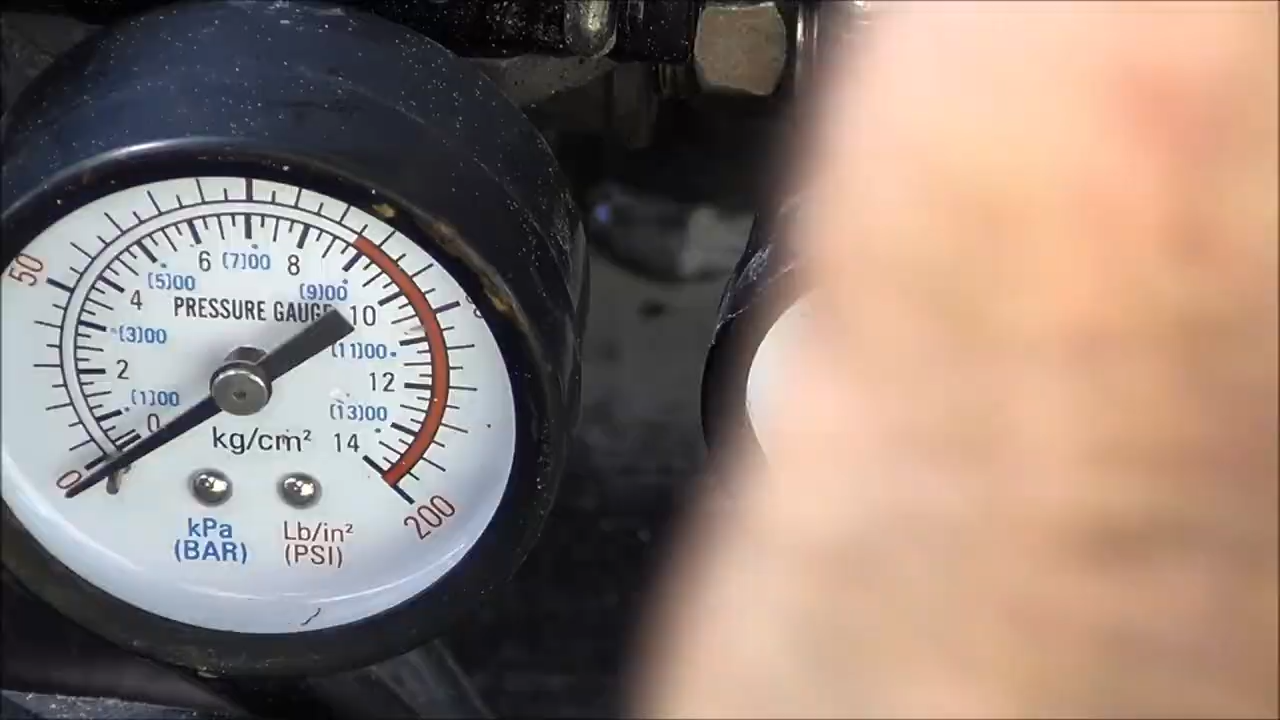 50
6 (7)00 8
(5)00
(9)00
4
PRESSURE GAUGE
10
(3)00
(11)00
2
12
(1)00
(13)00
0
kg/cm²
14
0
200
kPa
(BAR)
Lb/in²
(PSI)